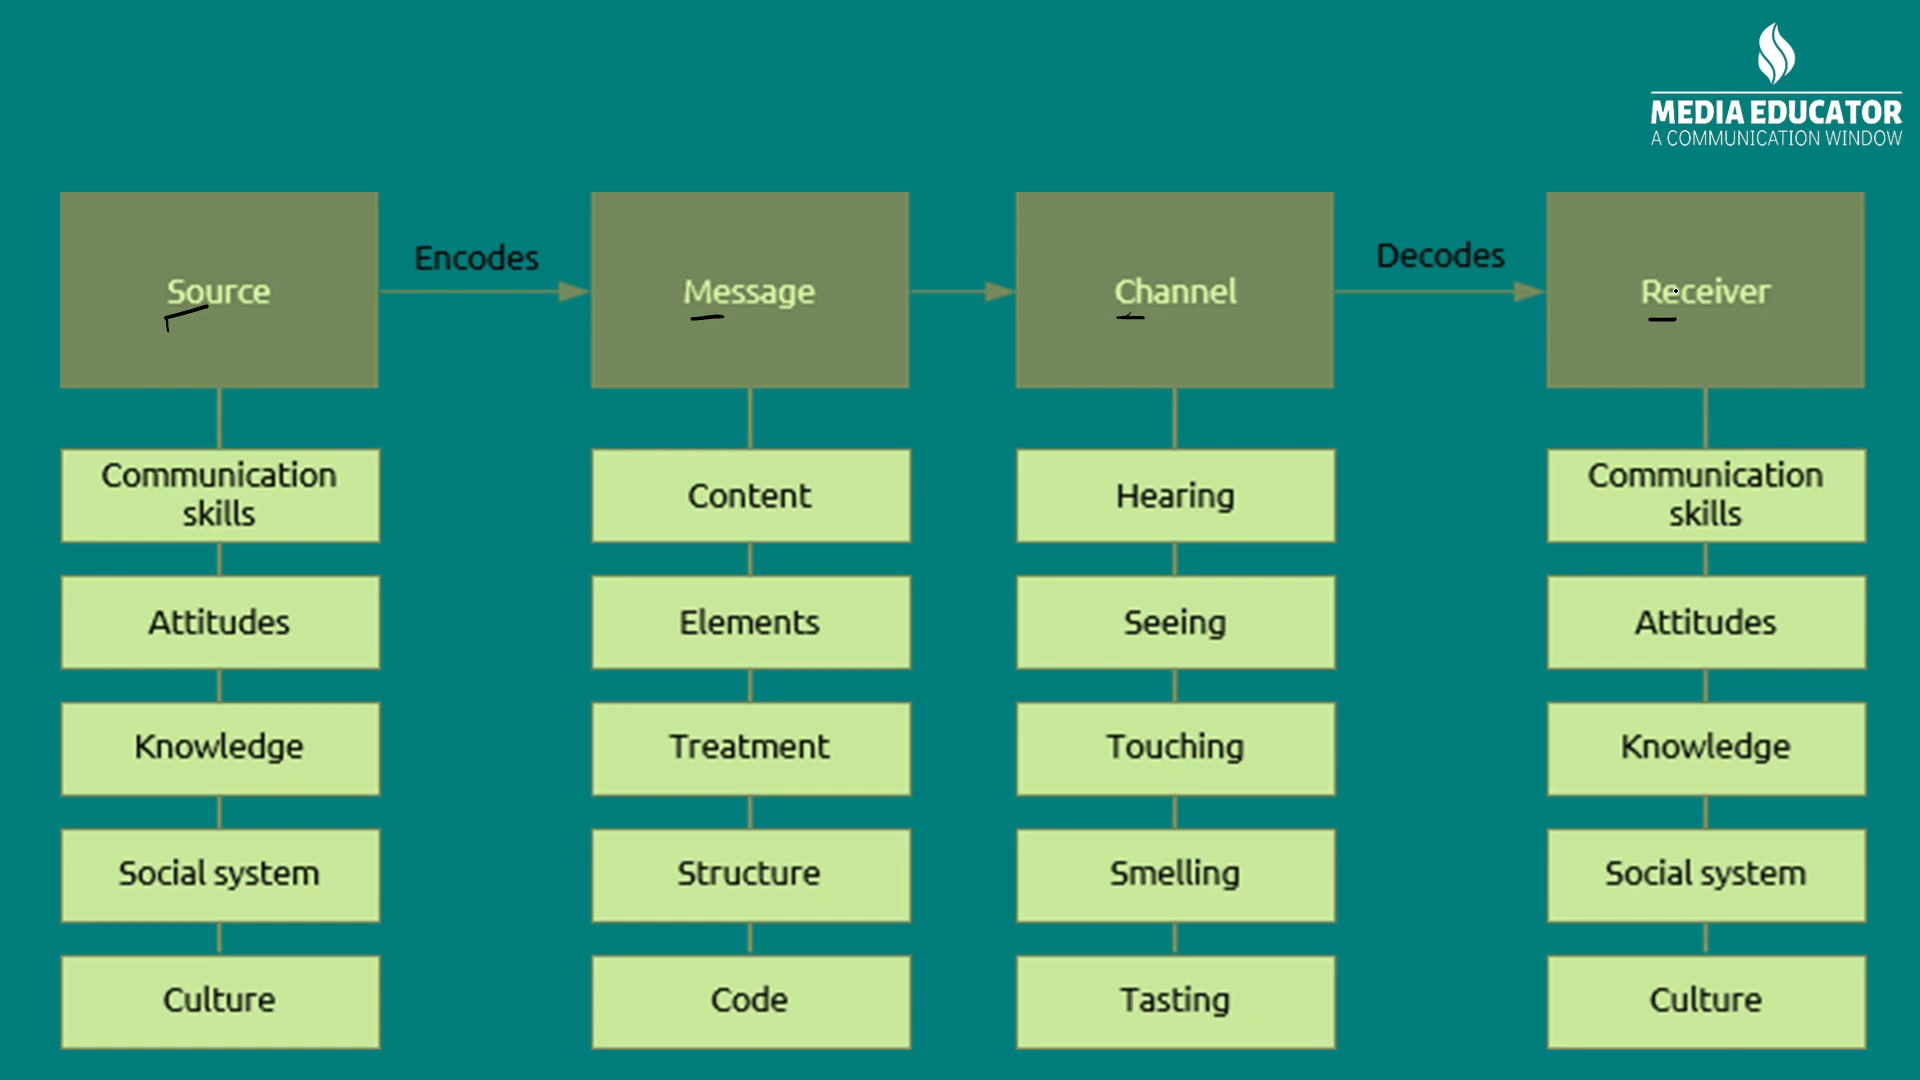 MEDIA EDUCATOR
A COMMUNICATION WINDOW
Source
Encodes
Message
Channel
Decodes
Receiver
Communication
skills
Attitudes
Knowledge
Social system
Culture
Content
Elements
Treatment
Structure
Code
Hearing
Seeing
Touching
Smelling
Tasting
Communication
skills
Attitudes
Knowledge
Social system
Culture